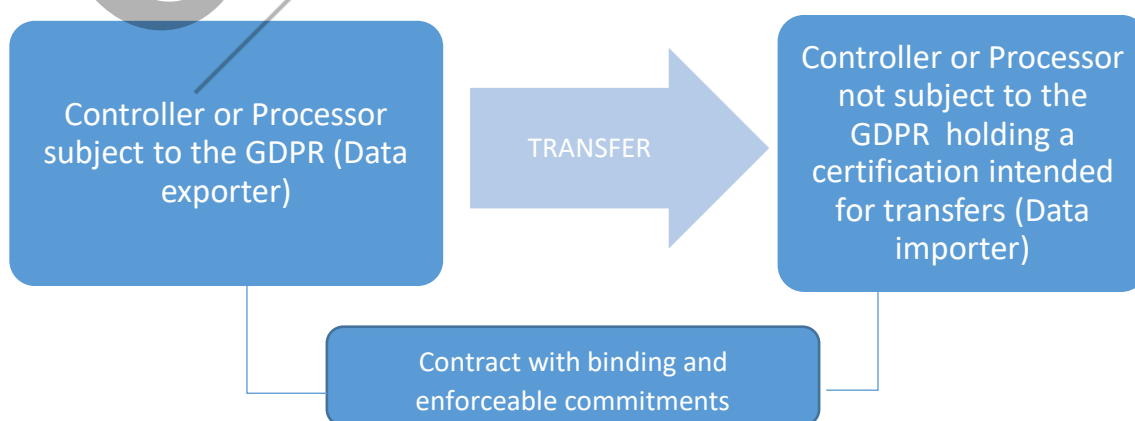 Controller or Processor
subject to the GDPR (Data
exporter)
TRANSFER
Controller or Processor
not subject to the
GDPR holding a
certification intended
for transfers (Data
importer)
Contract with binding and
enforceable commitments